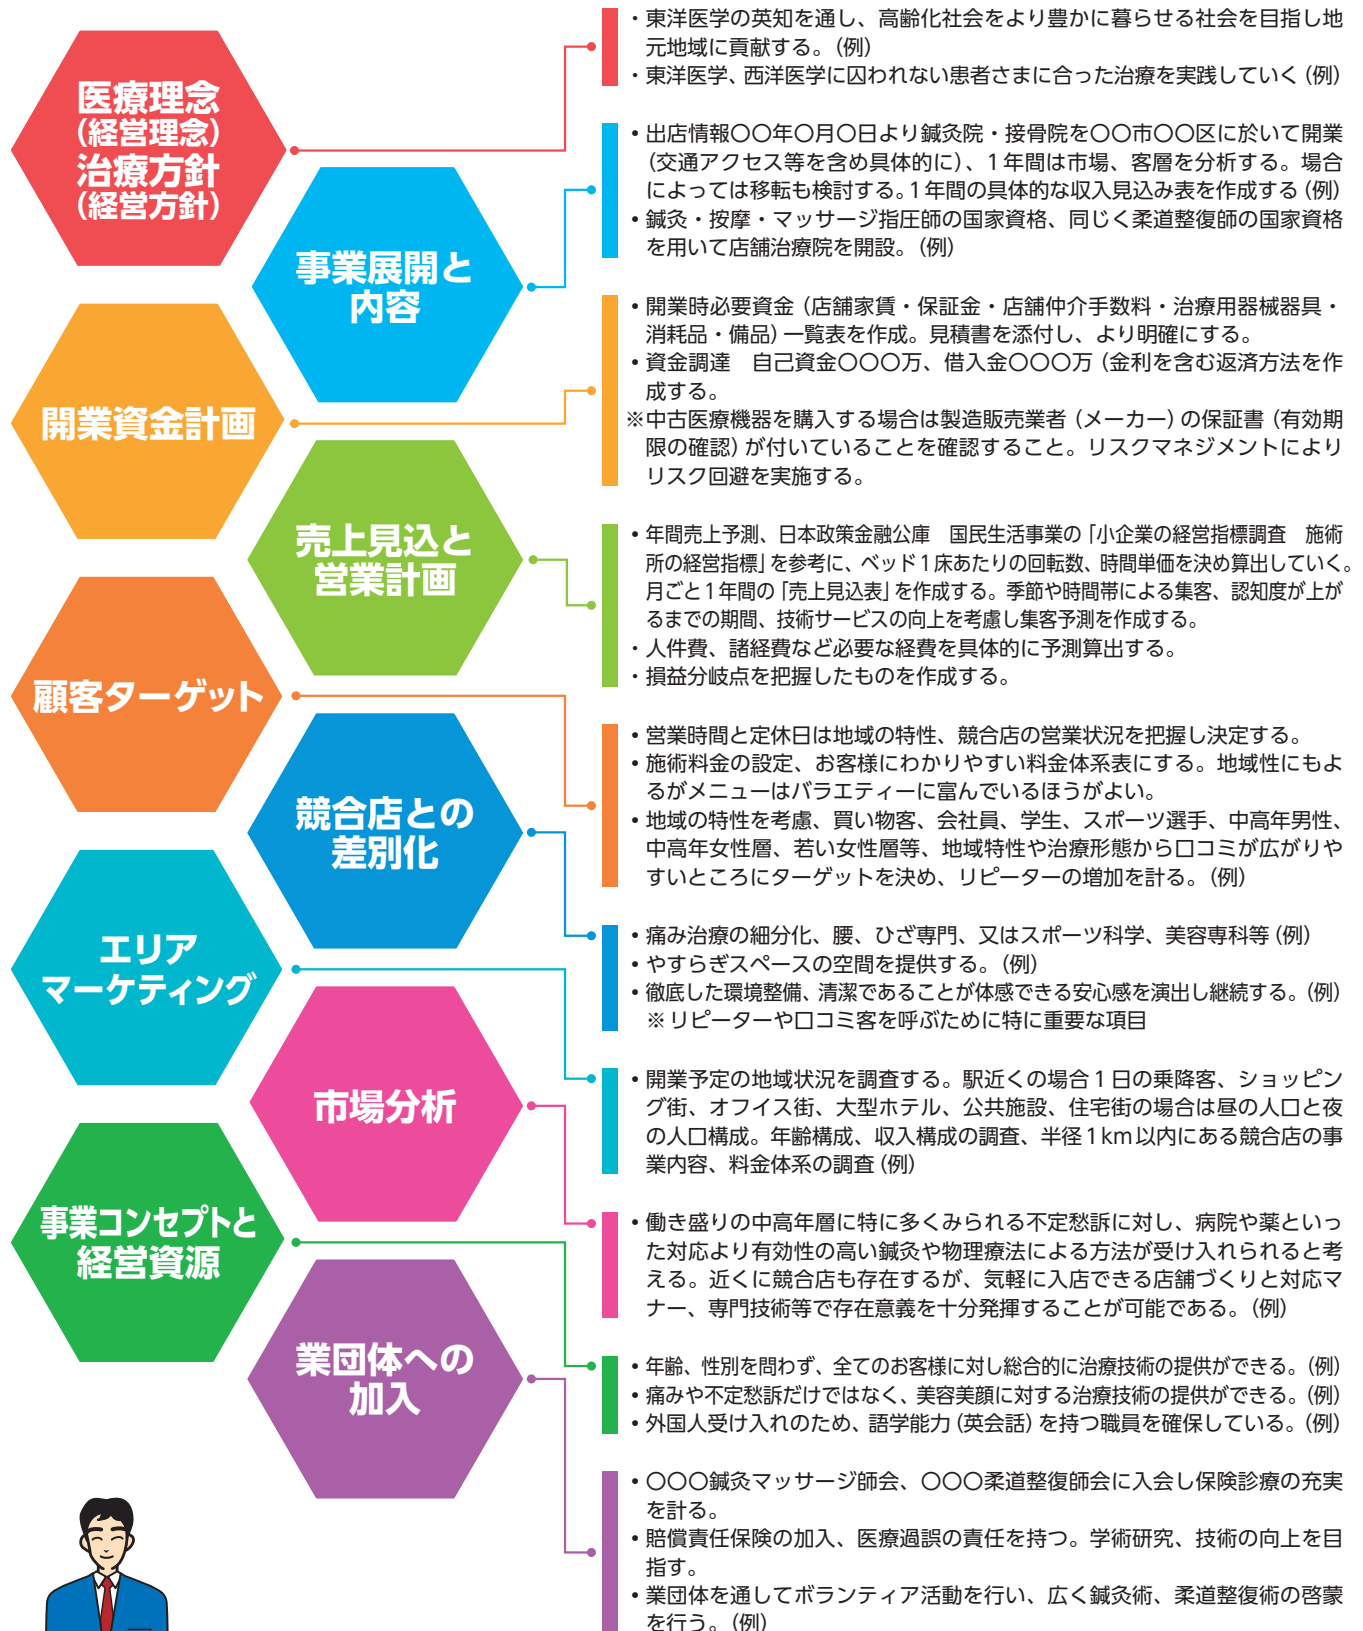 医療理念
(経営理念)
治療方針
(経営方針)
・東洋医学の英知を通し、高齢化社会をより豊かに暮らせる社会を目指し地
元地域に貢献する。(例)
・東洋医学、西洋医学に囚われない患者さまに合った治療を実践していく(例)
事業展開と
内容
•出店情報〇〇年〇月〇日より鍼灸院・接骨院を〇〇市〇〇区に於いて開業
(交通アクセス等を含め具体的に)、1年間は市場、客層を分析する。場合
によっては移転も検討する。1年間の具体的な収入見込み表を作成する(例)
•鍼灸・按摩・マッサージ指圧師の国家資格、同じく柔道整復師の国家資格
を用いて店舗治療院を開設。(例)
開業資金計画
•開業時必要資金(店舗家賃・保証金・店舗仲介手数料・治療用器械器具・
消耗品・備品)一覧表を作成。見積書を添付し、より明確にする。
•資金調達　自己資金〇〇〇万、借入金〇〇〇万(金利を含む返済方法を作
成する。
※中古医療機器を購入する場合は製造販売業者(メーカー)の保証書(有効期
限の確認)が付いていることを確認すること。リスクマネジメントにより
リスク回避を実施する。
売上見込と
営業計画
•年間売上予測、日本政策金融公庫　国民生活事業の「小企業の経営指標調査　施術
所の経営指標」を参考に、ベッド1床あたりの回転数、時間単価を決め算出していく。
月ごと1年間の「売上見込表」を作成する。季節や時間帯による集客、認知度が上が
るまでの期間、技術サービスの向上を考慮し集客予測を作成する。
・人件費、諸経費など必要な経費を具体的に予測算出する。
・損益分岐点を把握したものを作成する。
顧客ターゲット
•営業時間と定休日は地域の特性、競合店の営業状況を把握し決定する。
•施術料金の設定、お客様にわかりやすい料金体系表にする。地域性にもよ
るがメニューはバラエティーに富んでいるほうがよい。
•地域の特性を考慮、買い物客、会社員、学生、スポーツ選手、中高年男性、
中高年女性層、若い女性層等、地域特性や治療形態から口コミが広がりや
すいところにターゲットを決め、リピーターの増加を計る。(例)
競合店との
差別化
•痛み治療の細分化、腰、ひざ専門、又はスポーツ科学、美容専科等(例)
•やすらぎスペースの空間を提供する。(例)
•徹底した環境整備、清潔であることが体感できる安心感を演出し継続する。(例)
※リピーターや口コミ客を呼ぶために特に重要な項目
エリア
マーケティング
•開業予定の地域状況を調査する。駅近くの場合1日の乗降客、ショッピン
グ街、オフイス街、大型ホテル、公共施設、住宅街の場合は昼の人口と夜
の人口構成。年齢構成、収入構成の調査、半径1km以内にある競合店の事
業内容、料金体系の調査(例)
市場分析
•働き盛りの中高年層に特に多くみられる不定愁訴に対し、病院や薬といっ
た対応より有効性の高い鍼灸や物理療法による方法が受け入れられると考
える。近くに競合店も存在するが、気軽に入店できる店舗づくりと対応マ
ナー、専門技術等で存在意義を十分発揮することが可能である。(例)
事業コンセプトと
経営資源
•年齢、性別を問わず、全てのお客様に対し総合的に治療技術の提供ができる。(例)
•痛みや不定愁訴だけではなく、美容美顔に対する治療技術の提供ができる。(例)
•外国人受け入れのため、語学能力(英会話)を持つ職員を確保している。(例)
業団体への
加入
•〇〇〇鍼灸マッサージ師会、〇〇〇柔道整復師会に入会し保険診療の充実
を計る。
•賠償責任保険の加入、医療過誤の責任を持つ。学術研究、技術の向上を目
指す。
•業団体を通してボランティア活動を行い、広く鍼灸術、柔道整復術の啓蒙
を行う。(例)